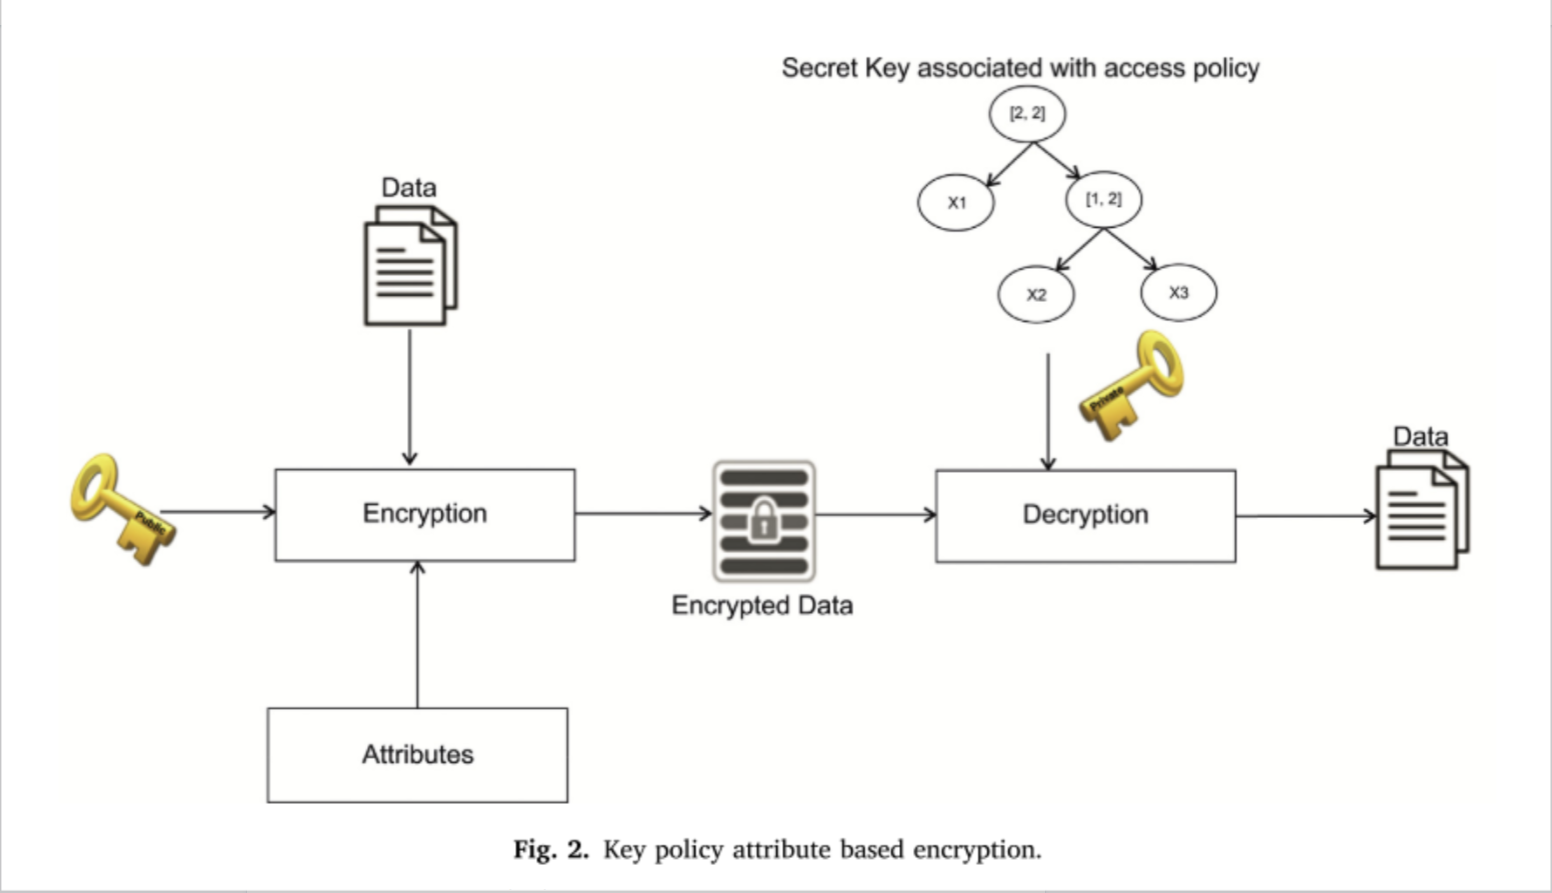 Secret Key associated with access policy
[2, 2]
X1
[1, 2]
X2
X3
Data
Private
Public
Encryption
Encrypted Data
Decryption
Data
Attributes
Fig. 2. Key policy attribute based encryption.